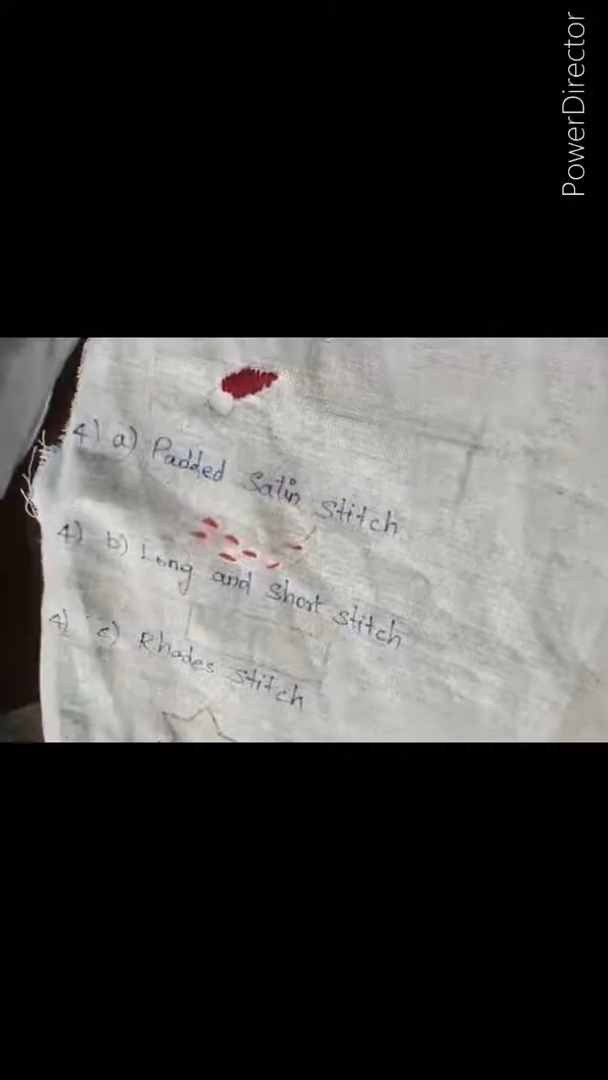 PowerDirector
4) a) Padded Satin Stitch
4) b) Long and short stitch
4) c) Rhodes stitch